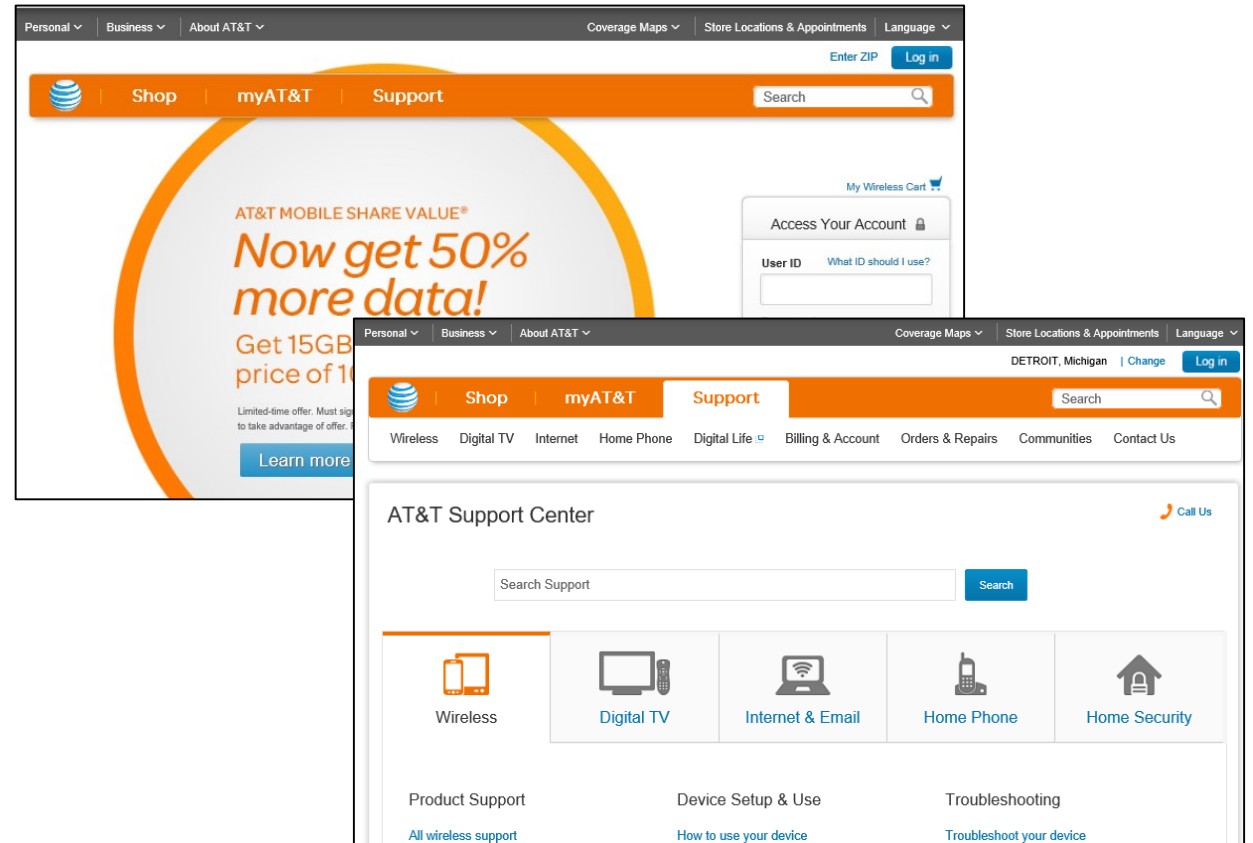 Personal Business About AT&T Coverage Maps Store Locations & Appointments Language
Enter ZIP Log in
Shop myAT&T Support Search
My Wireless Cart
AT&T MOBILE SHARE VALUE®
Access Your Account
Now get 50%
User ID What ID should I use?
more data!
Get 15GB
price of
Limited-time offer. Must
to take advantage of offer.
Learn more
Personal Business About AT&T Coverage Maps Store Locations & Appointments Language
DETROIT, Michigan | Change Log in
Shop myAT&T Support Search
Wireless Digital TV Internet Home Phone Digital Life Billing & Account Orders & Repairs Communities Contact Us
AT&T Support Center Call Us
Search Support Search
Wireless Digital TV Internet & Email Home Phone Home Security
Product Support Device Setup & Use Troubleshooting
All wireless support How to use your device Troubleshoot your device